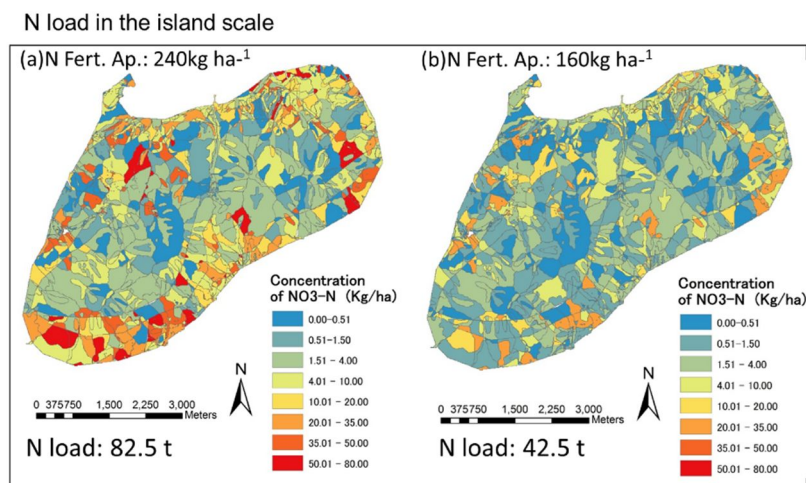 N load in the island scale
(a)N Fert. Ap.: 240kg ha-1
Concentration
of NO3-N (Kg/ha)
0.00-0.51
0.51-1.50
1.51 - 4.00
4.01 - 10.00
10.01 - 20.00
20.01 - 35.00
35.01 - 50.00
50.01 - 80.00
N
0 375750 1,500 2,250 3,000
Meters
N load: 82.5 t
(b)N Fert. Ap.: 160kg ha-1
Concentration
of NO3-N (Kg/ha)
0.00-0.51
0.51-1.50
1.51 - 4.00
4.01 - 10.00
10.01 - 20.00
20.01 - 35.00
35.01 - 50.00
50.01 - 80.00
N
0 375750 1,500 2,250 3,000
Meters
N load: 42.5 t